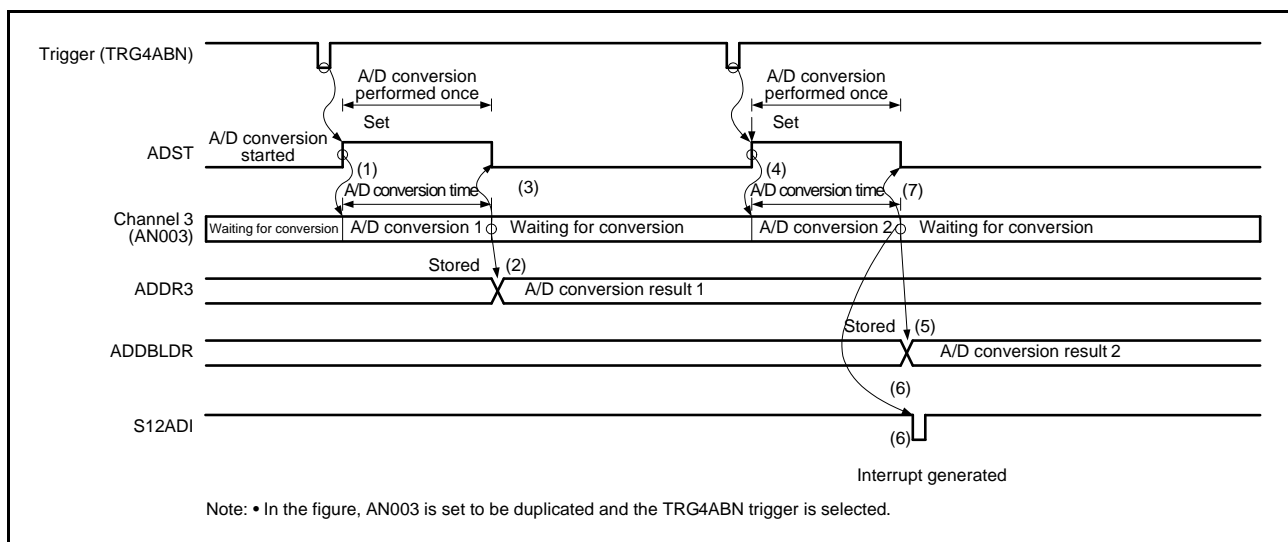 Trigger (TRG4ABN)
A/D conversion
performed once
A/D conversion
performed once
Set
Set
A/D conversion
started
ADST
(1)
(3)
(4)
(7)
A/D conversion time
A/D conversion time
Channel 3
(AN003)
Waiting for conversion
A/D conversion 1
Waiting for conversion
A/D conversion 2
Waiting for conversion
Stored
(2)
ADDR3
A/D conversion result 1
Stored
(5)
ADDBLDR
A/D conversion result 2
(6)
S12ADI
(6)
Interrupt generated
Note: • In the figure, AN003 is set to be duplicated and the TRG4ABN trigger is selected.